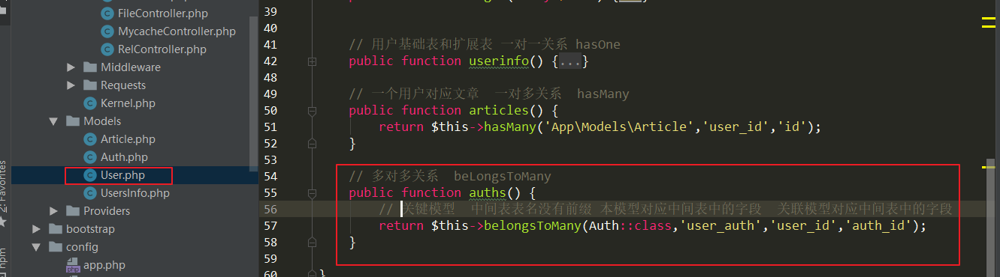 FileController.php
MycacheController.php
RelController.php
Middleware
Requests
Kernel.php
Models
Article.php
Auth.php
User.php
UsersInfo.php
Providers
bootstrap
config
app.php
2: Favorites
npm
39
40
41 // 用户基础表和扩展表 一对一关系 hasOne
42 public function userinfo() {...}
48
49 // 一个用户对应文章 一对多关系 hasMany
50 public function articles() {
51 return $this->hasMany('App\Models\Article','user_id','id');
52 }
53
54 // 多对多关系 beLongsToMany
55 public function auths() {
56 // 关键模型 中间表表名没有前缀 本模型对应中间表中的字段 关联模型对应中间表中的字段
57 return $this->belongsToMany(Auth::class,'user_auth','user_id','auth_id');
58 }
59
60 }